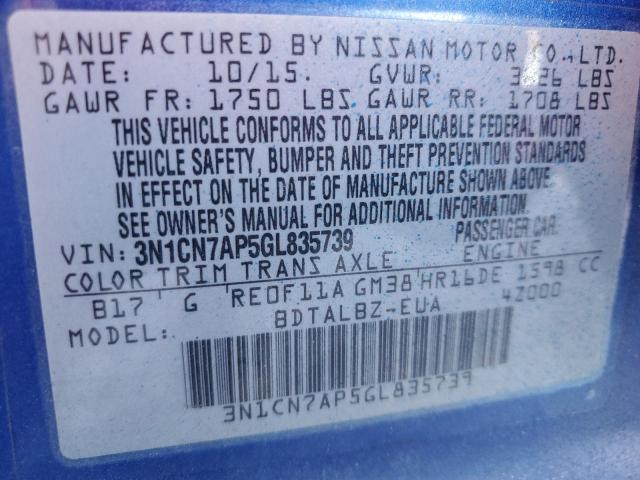 MANUFACTURED BY NISSAN MOTOR CO., LTD.
DATE: 10/15. GVWR: LBS
GAWR FR: 1750 LBS GAWR RR: 1708 LBS
THIS VEHICLE CONFORMS TO ALL APPLICABLE FEDERAL MOTOR
VEHICLE SAFETY, BUMPER AND THEFT PREVENTION STANDARDS
IN EFFECT ON THE DATE OF MANUFACTURE SHOWN ABOVE.
SEE OWNER'S MANUAL FOR ADDITIONAL INFORMATION.
VIN: 3N1CN7AP5GL835739 PASSENGER CAR.
COLOR TRIM TRANS AXLE ENGINE
B17 G RE0F11A GM38 HR16DE 1598 CC
MODEL: BDTALBZ-EUA 42000
3N1CN7AP5GL835739